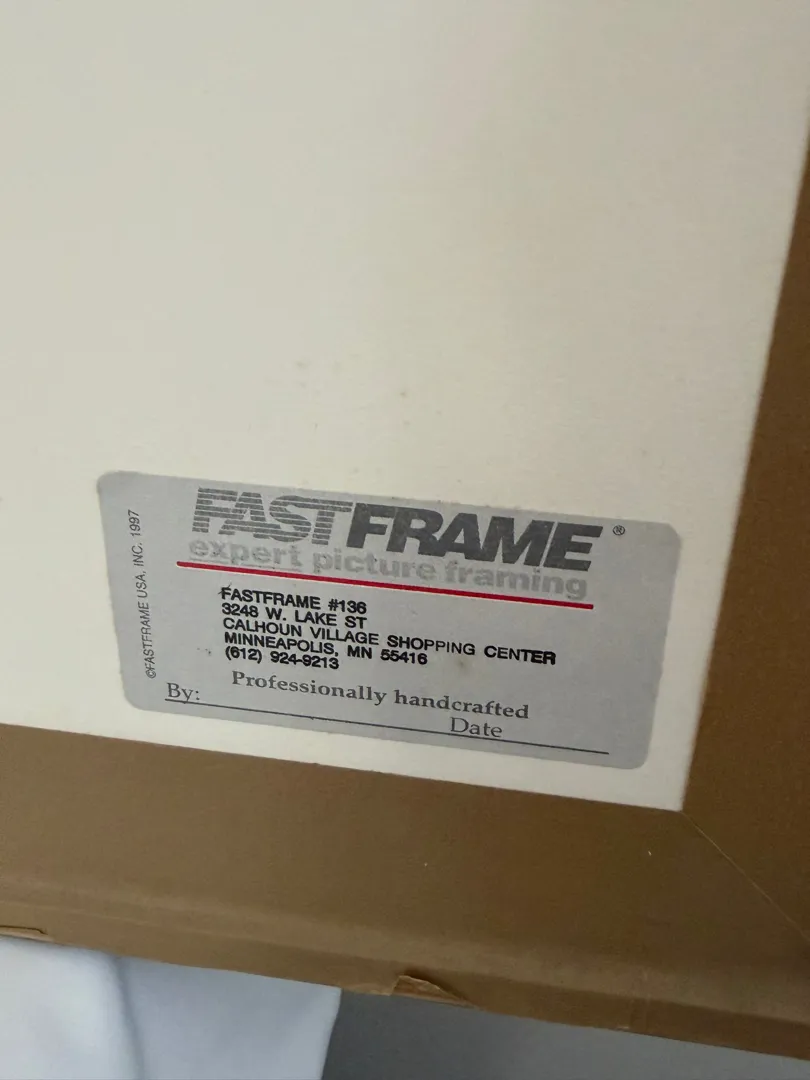 FASTFRAME®
expert picture framing
FASTFRAME #136
3248 W. LAKE ST
CALHOUN VILLAGE SHOPPING CENTER
MINNEAPOLIS, MN 55416
(612) 924-9213
Professionally handcrafted
By:
Date
©FASTFRAME USA, INC. 1997